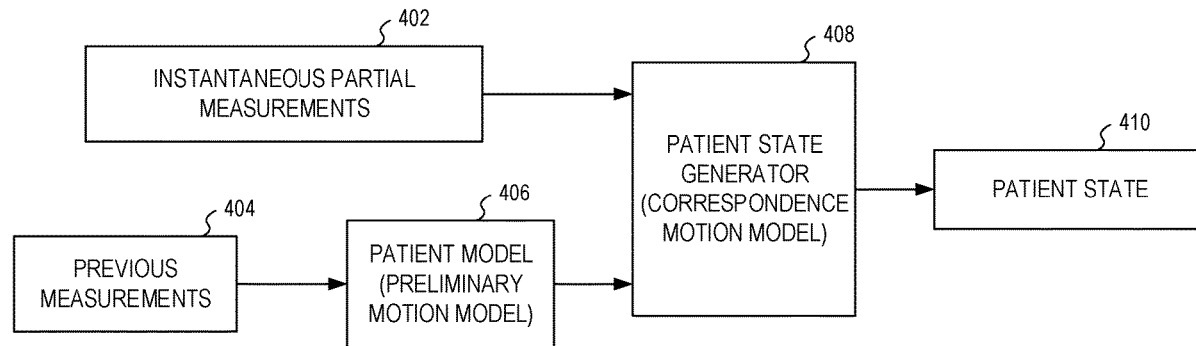 402
INSTANTANEOUS PARTIAL
MEASUREMENTS
408
PATIENT STATE
GENERATOR
(CORRESPONDENCE
MOTION MODEL)
410
PATIENT STATE
404
PREVIOUS
MEASUREMENTS
406
PATIENT MODEL
(PRELIMINARY
MOTION MODEL)